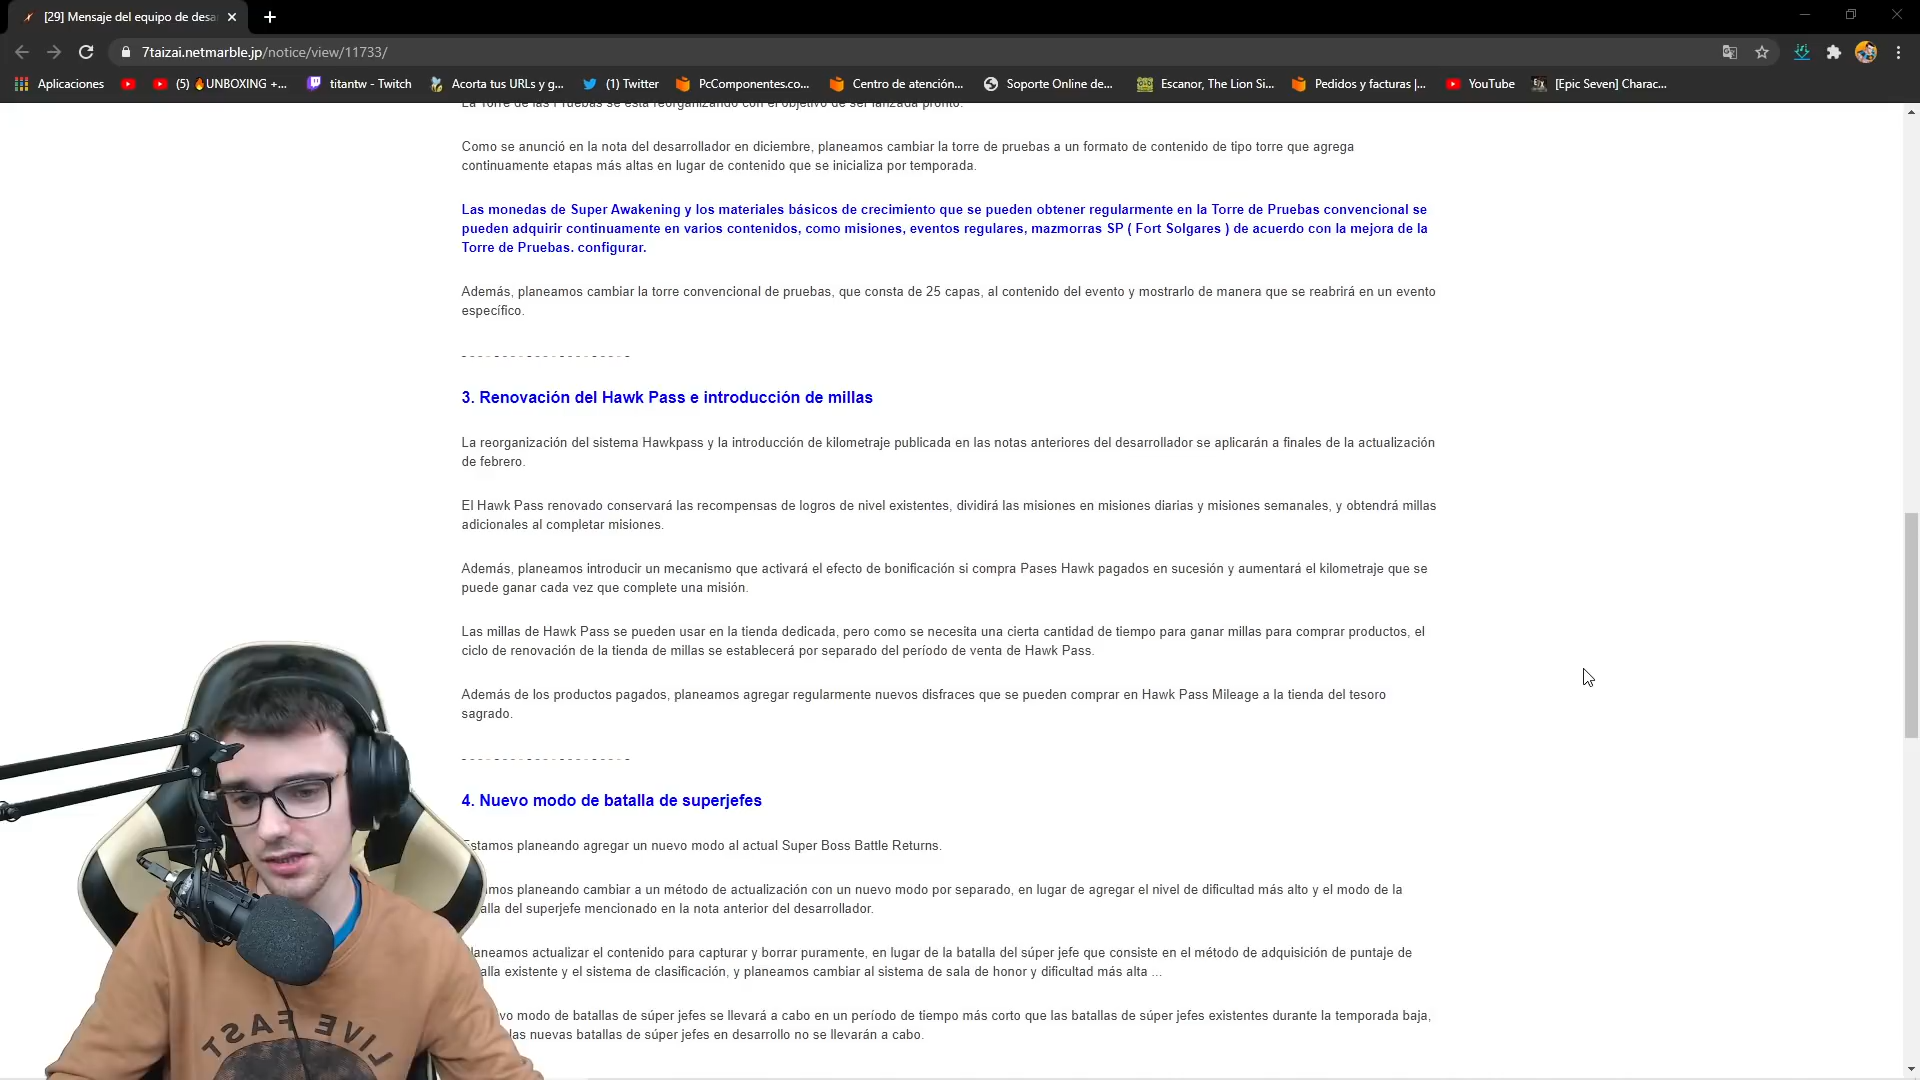 [29] Mensaje del equipo de desa
7taizai.netmarble.jp/notice/view/11733/
Aplicaciones
(5) 🔥UNBOXING +...
titantw - Twitch
Acorta tus URLs y g...
(1) Twitter
PcComponentes.co...
Centro de atención...
Soporte Online de...
Escanor, The Lion Si...
Pedidos y facturas |...
YouTube
[Epic Seven] Charac...
La Torre de las Pruebas se está reorganizando con el objetivo de ser lanzada pronto.
Como se anunció en la nota del desarrollador en diciembre, planeamos cambiar la torre de pruebas a un formato de contenido de tipo torre que agrega
continuamente etapas más altas en lugar de contenido que se inicializa por temporada.
Las monedas de Super Awakening y los materiales básicos de crecimiento que se pueden obtener regularmente en la Torre de Pruebas convencional se
pueden adquirir continuamente en varios contenidos, como misiones, eventos regulares, mazmorras SP ( Fort Solgares ) de acuerdo con la mejora de la
Torre de Pruebas. configurar.
Además, planeamos cambiar la torre convencional de pruebas, que consta de 25 capas, al contenido del evento y mostrarlo de manera que se reabrirá en un evento
específico.
- - - - - - - - - - - - - - - - - - - - -
3. Renovación del Hawk Pass e introducción de millas
La reorganización del sistema Hawkpass y la introducción de kilometraje publicada en las notas anteriores del desarrollador se aplicarán a finales de la actualización
de febrero.
El Hawk Pass renovado conservará las recompensas de logros de nivel existentes, dividirá las misiones en misiones diarias y misiones semanales, y obtendrá millas
adicionales al completar misiones.
Además, planeamos introducir un mecanismo que activará el efecto de bonificación si compra Pases Hawk pagados en sucesión y aumentará el kilometraje que se
puede ganar cada vez que complete una misión.
Las millas de Hawk Pass se pueden usar en la tienda dedicada, pero como se necesita una cierta cantidad de tiempo para ganar millas para comprar productos, el
ciclo de renovación de la tienda de millas se establecerá por separado del período de venta de Hawk Pass.
Además de los productos pagados, planeamos agregar regularmente nuevos disfraces que se pueden comprar en Hawk Pass Mileage a la tienda del tesoro
sagrado.
- - - - - - - - - - - - - - - - - - - - -
4. Nuevo modo de batalla de superjefes
Estamos planeando agregar un nuevo modo al actual Super Boss Battle Returns.
mos planeando cambiar a un método de actualización con un nuevo modo por separado, en lugar de agregar el nivel de dificultad más alto y el modo de la
alla del superjefe mencionado en la nota anterior del desarrollador.
laneamos actualizar el contenido para capturar y borrar puramente, en lugar de la batalla del súper jefe que consiste en el método de adquisición de puntaje de
alla existente y el sistema de clasificación, y planeamos cambiar al sistema de sala de honor y dificultad más alta ...
vo modo de batallas de súper jefes se llevará a cabo en un período de tiempo más corto que las batallas de súper jefes existentes durante la temporada baja,
las nuevas batallas de súper jefes en desarrollo no se llevarán a cabo.
LIVE FAST